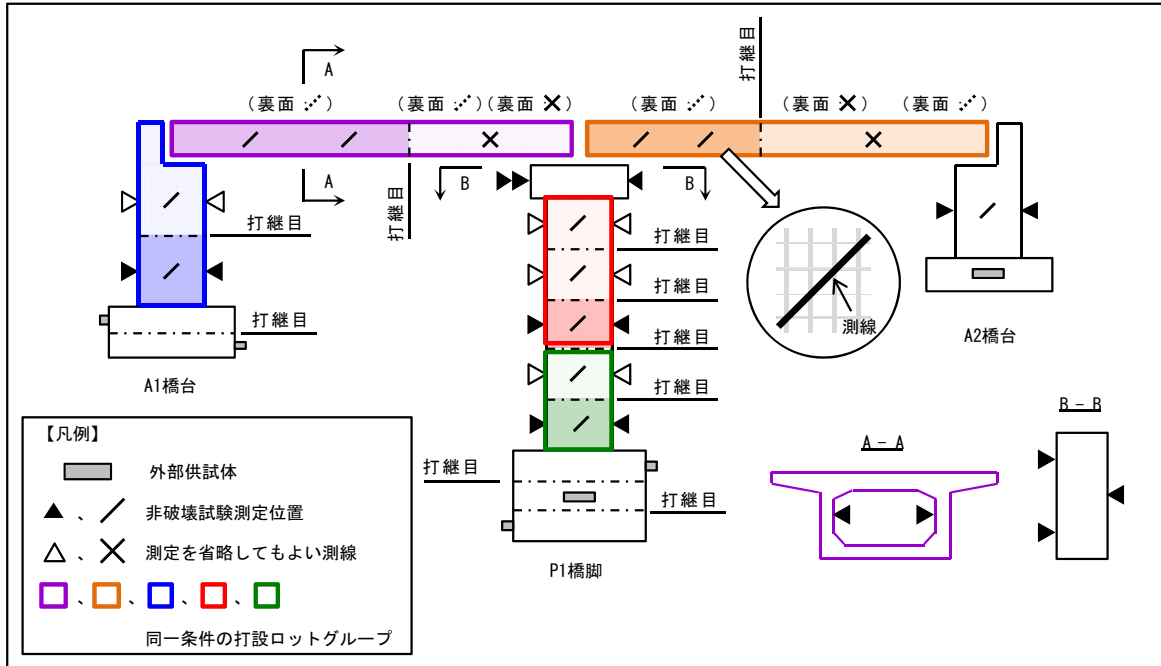 打継目
A
(裏面 )
(裏面 )
(裏面 )
(裏面 )
(裏面 )
(裏面 )
A
打継目
B
B
打継目
打継目
打継目
打継目
打継目
打継目
打継目
測線
A1橋台
A2橋台
打継目
打継目
P1橋脚
A-A
B-B
【凡例】
外部供試体
、 非破壊試験測定位置
、 測定を省略してもよい測線
、 、 、 、
同一条件の打設ロットグループ